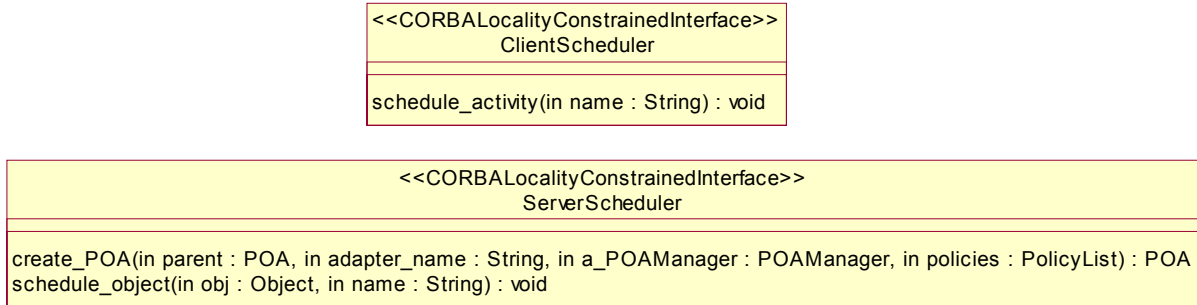 <<CORBALocalityConstrainedInterface>>
ClientScheduler
schedule_activity(in name : String) : void
<<CORBALocalityConstrainedInterface>>
ServerScheduler
create_POA(in parent : POA, in adapter_name : String, in a_POAManager : POAManager, in policies : PolicyList) : POA
schedule_object(in obj : Object, in name : String) : void